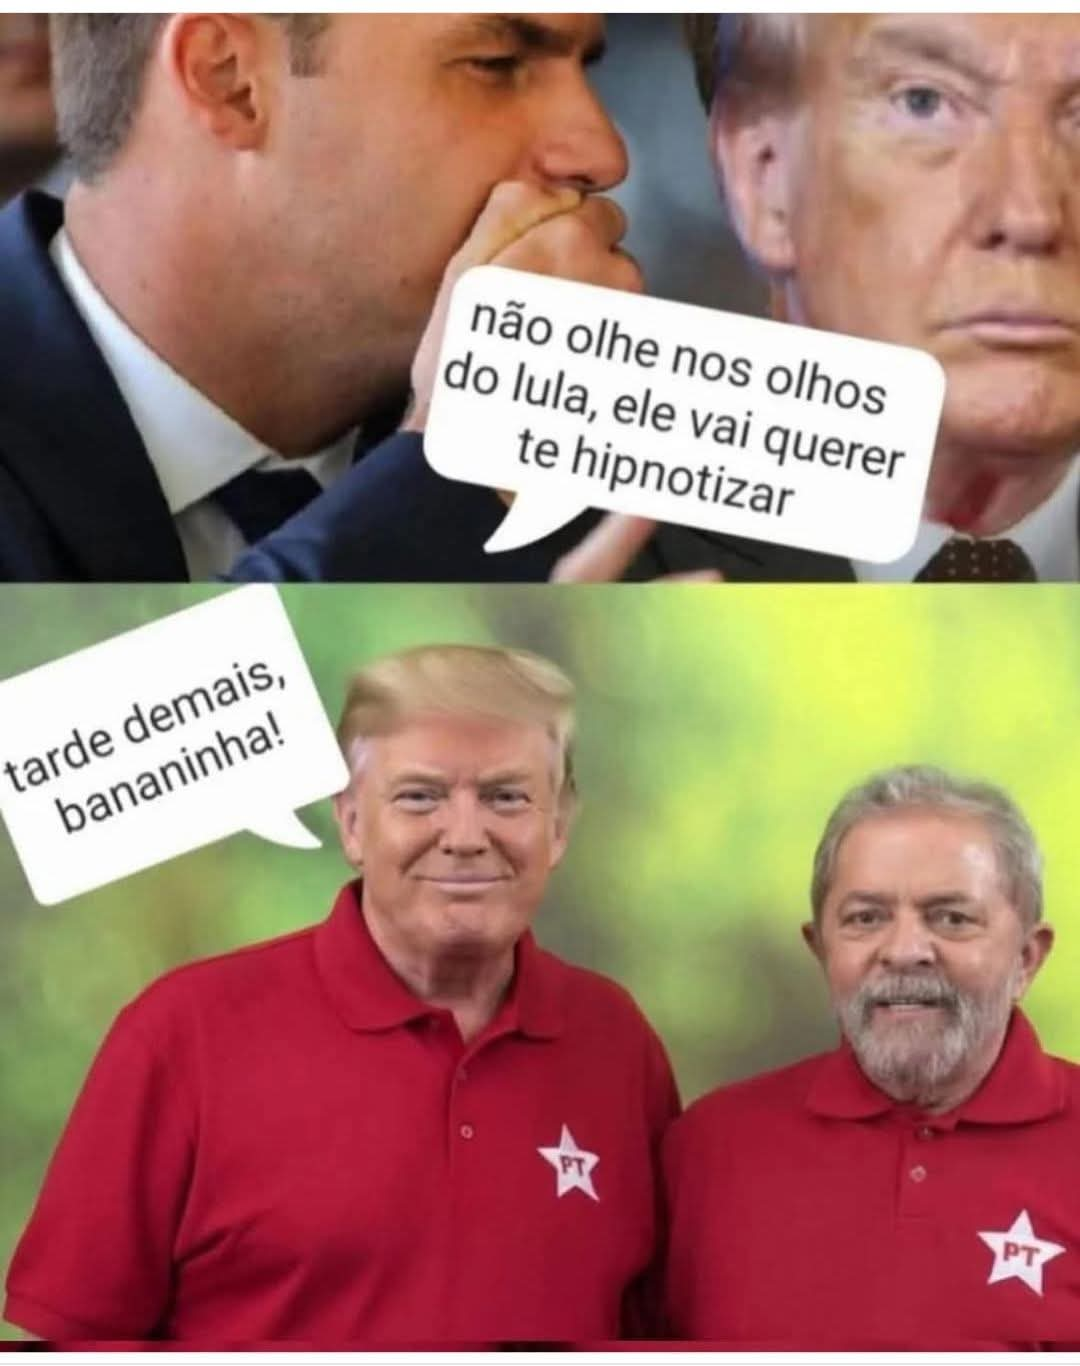 não olhe nos olhos
do lula, ele vai querer
te hipnotizar
tarde demais,
bananinha!
PT
PT